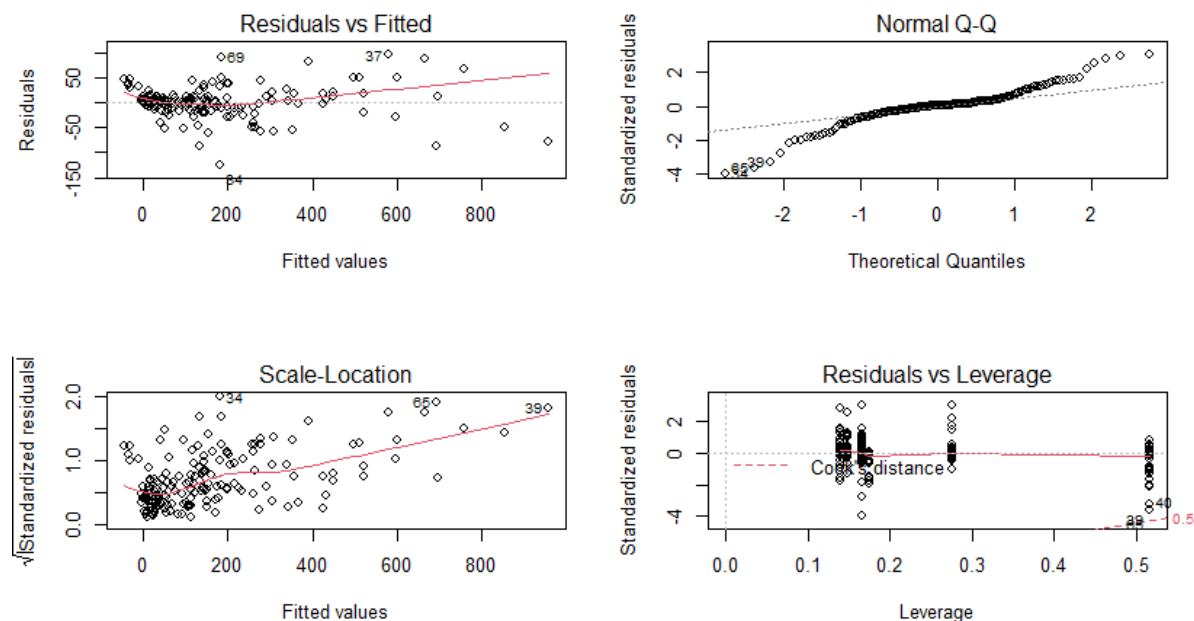 Residuals vs Fitted
Residuals
50
-50
-150
69
37
34
0 200 400 600 800
Fitted values
Normal Q-Q
Standardized residuals
2
0
-2
-4
65
39
34
-2 -1 0 1 2
Theoretical Quantiles
Scale-Location
√|Standardized residuals|
2.0
1.0
0.0
34
65
39
0 200 400 600 800
Fitted values
Residuals vs Leverage
Standardized residuals
2
0
-2
-4
Cook's distance
40
39
65
0.5
0.0 0.1 0.2 0.3 0.4 0.5
Leverage